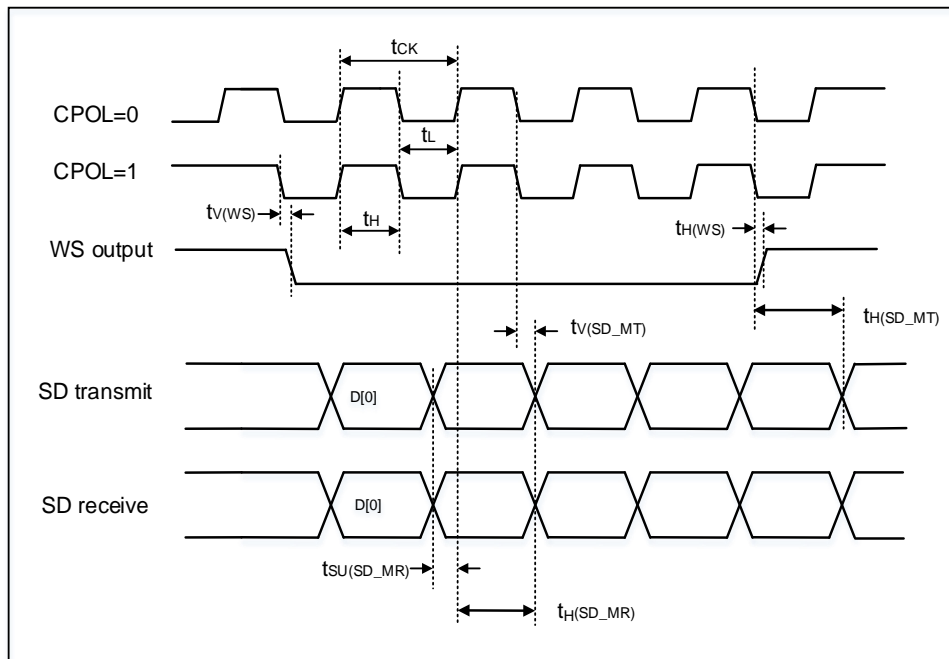 tCK
CPOL=0
tL
CPOL=1
tV(WS)
tH
tH(WS)
WS output
tV(SD_MT)
tH(SD_MT)
SD transmit
D[0]
SD receive
D[0]
tSU(SD_MR)
tH(SD_MR)